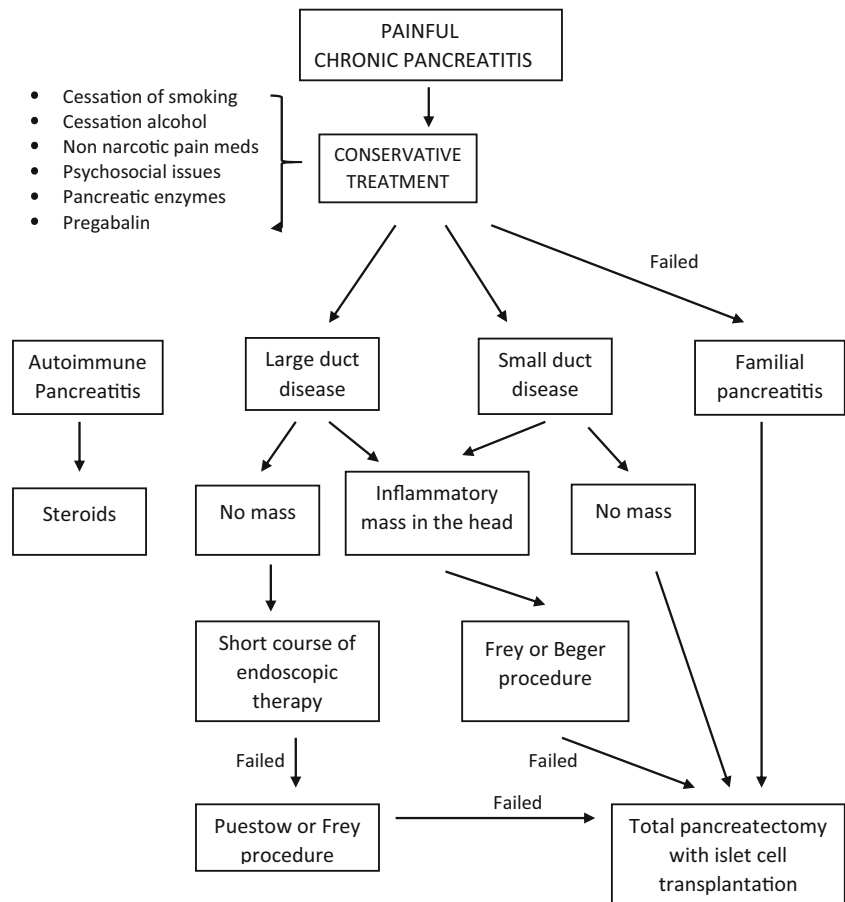 PAINFUL
CHRONIC PANCREATITIS
• Cessation of smoking
• Cessation alcohol
• Non narcotic pain meds
• Psychosocial issues
• Pancreatic enzymes
• Pregabalin
CONSERVATIVE
TREATMENT
Failed
Autoimmune
Pancreatitis
Large duct
disease
Small duct
disease
Familial
pancreatitis
Steroids
No mass
Inflammatory
mass in the head
No mass
Short course of
endoscopic
therapy
Frey or Beger
procedure
Failed
Failed
Puestow or Frey
procedure
Failed
Total pancreatectomy
with islet cell
transplantation